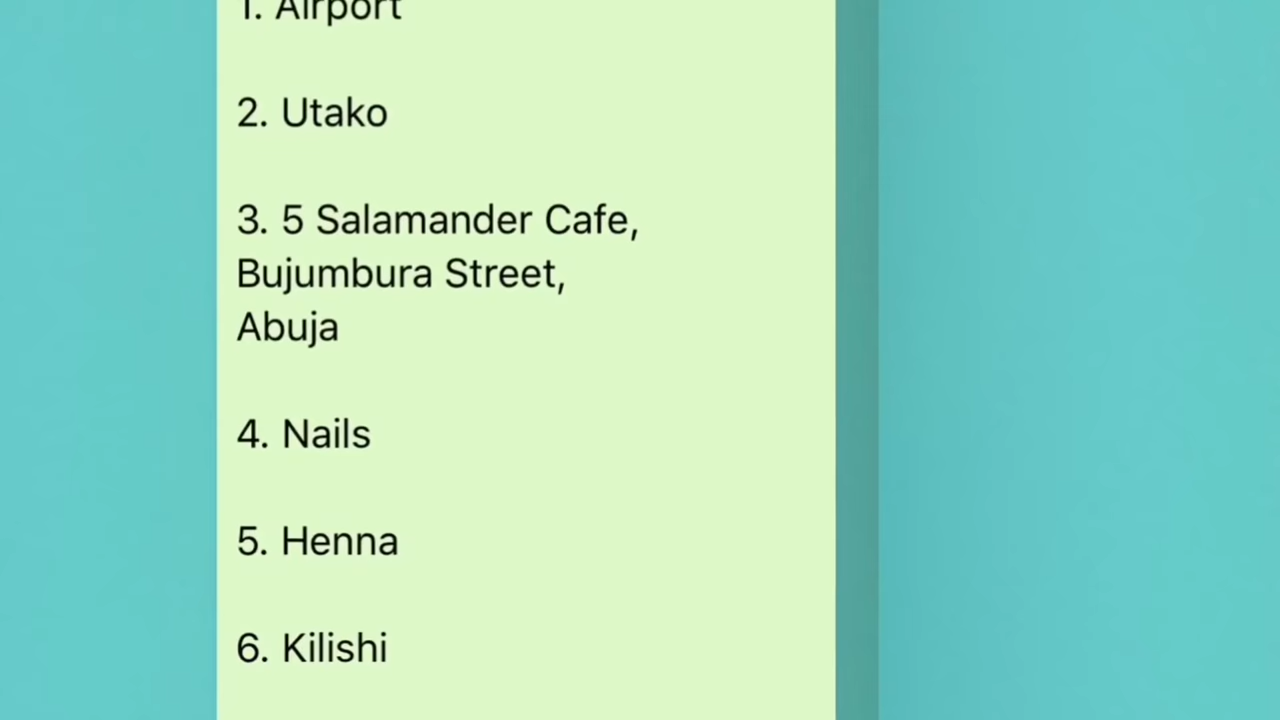 1. Airport
2. Utako
3. 5 Salamander Cafe,
Bujumbura Street,
Abuja
4. Nails
5. Henna
6. Kilishi